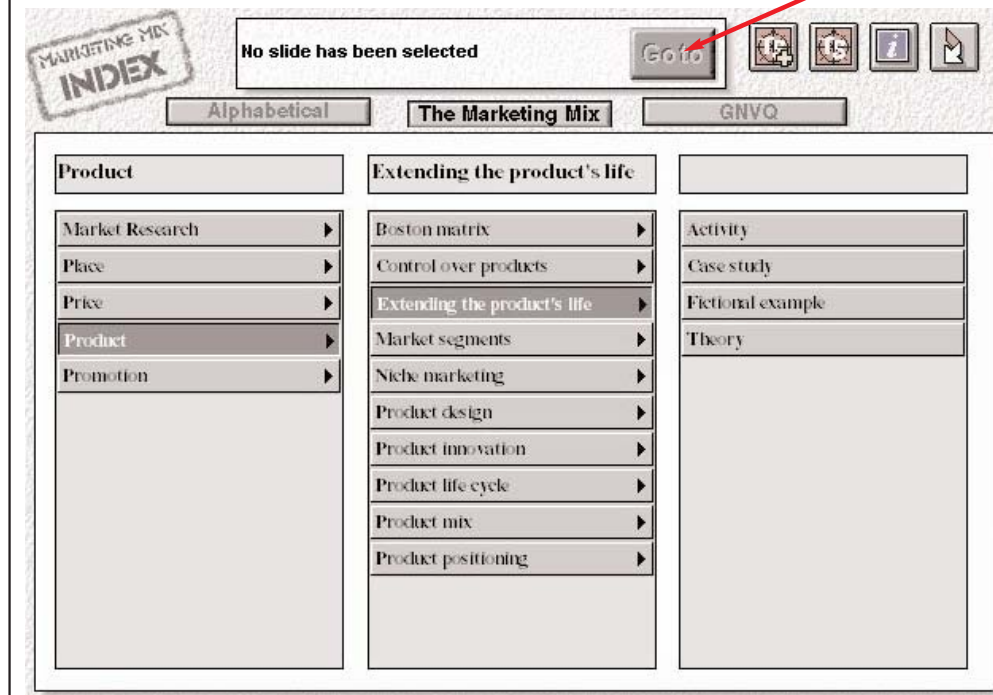 MARKETING MIX
INDEX
No slide has been selected
Go to
i
Alphabetical
The Marketing Mix
GNVQ
Product
Extending the product's life
Market Research
Place
Price
Product
Promotion
Boston matrix
Control over products
Extending the product's life
Market segments
Niche marketing
Product design
Product innovation
Product life cycle
Product mix
Product positioning
Activity
Case study
Fictional example
Theory